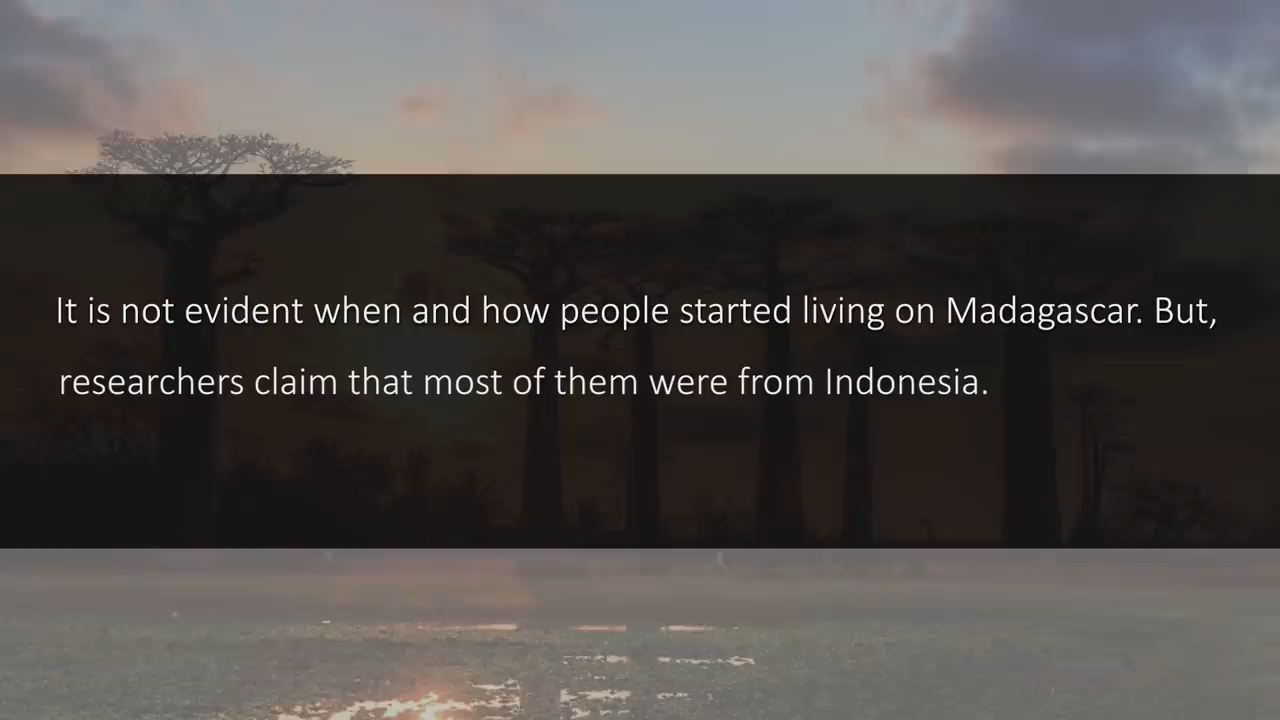 It is not evident when and how people started living on Madagascar. But,
researchers claim that most of them were from Indonesia.